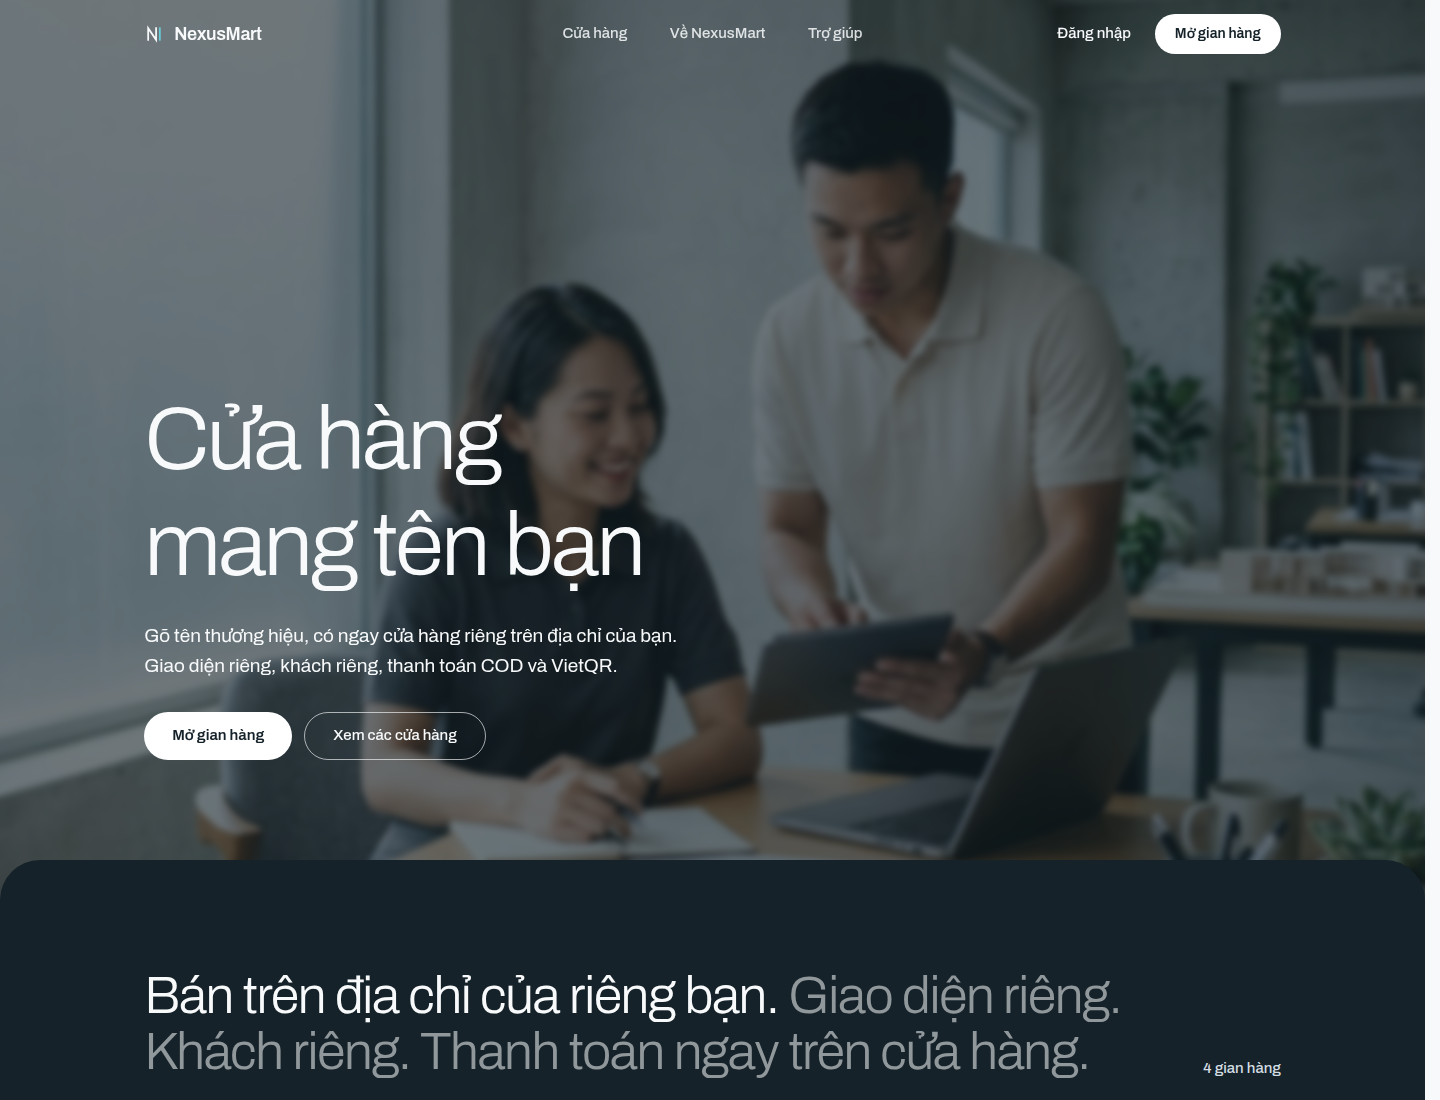 NexusMart
Cửa hàng
Về NexusMart
Trợ giúp
Đăng nhập
Mở gian hàng
Cửa hàng
mang tên bạn
Gõ tên thương hiệu, có ngay cửa hàng riêng trên địa chỉ của bạn.
Giao diện riêng, khách riêng, thanh toán COD và VietQR.
Mở gian hàng
Xem các cửa hàng
Bán trên địa chỉ của riêng bạn. Giao diện riêng.
Khách riêng. Thanh toán ngay trên cửa hàng.
4 gian hàng